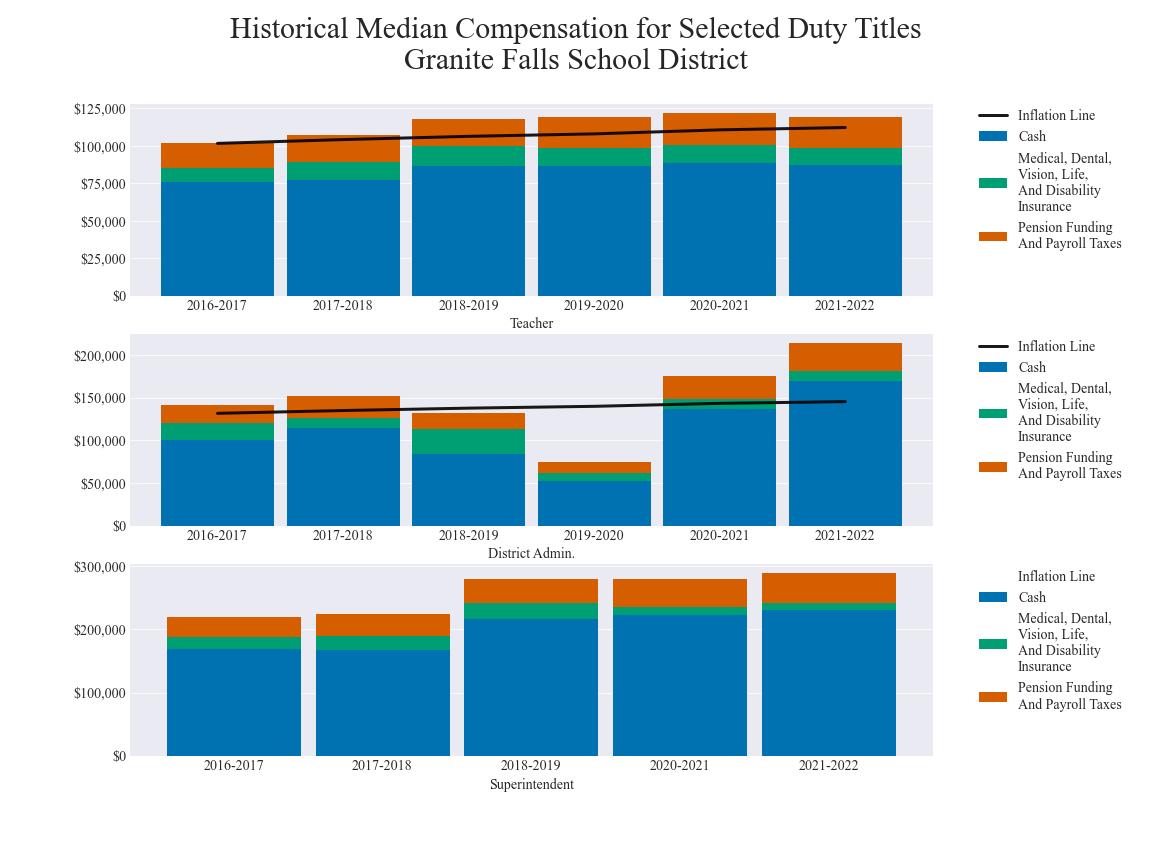 Historical Median Compensation for Selected Duty Titles
Granite Falls School District
$125,000
$100,000
$75,000
$50,000
$25,000
$0
2016-2017 2017-2018 2018-2019 2019-2020 2020-2021 2021-2022
Teacher
Inflation Line
Cash
Medical, Dental,
Vision, Life,
And Disability
Insurance
Pension Funding
And Payroll Taxes
$200,000
$150,000
$100,000
$50,000
$0
2016-2017 2017-2018 2018-2019 2019-2020 2020-2021 2021-2022
District Admin.
Inflation Line
Cash
Medical, Dental,
Vision, Life,
And Disability
Insurance
Pension Funding
And Payroll Taxes
$300,000
$200,000
$100,000
$0
2016-2017 2017-2018 2018-2019 2020-2021 2021-2022
Superintendent
Inflation Line
Cash
Medical, Dental,
Vision, Life,
And Disability
Insurance
Pension Funding
And Payroll Taxes